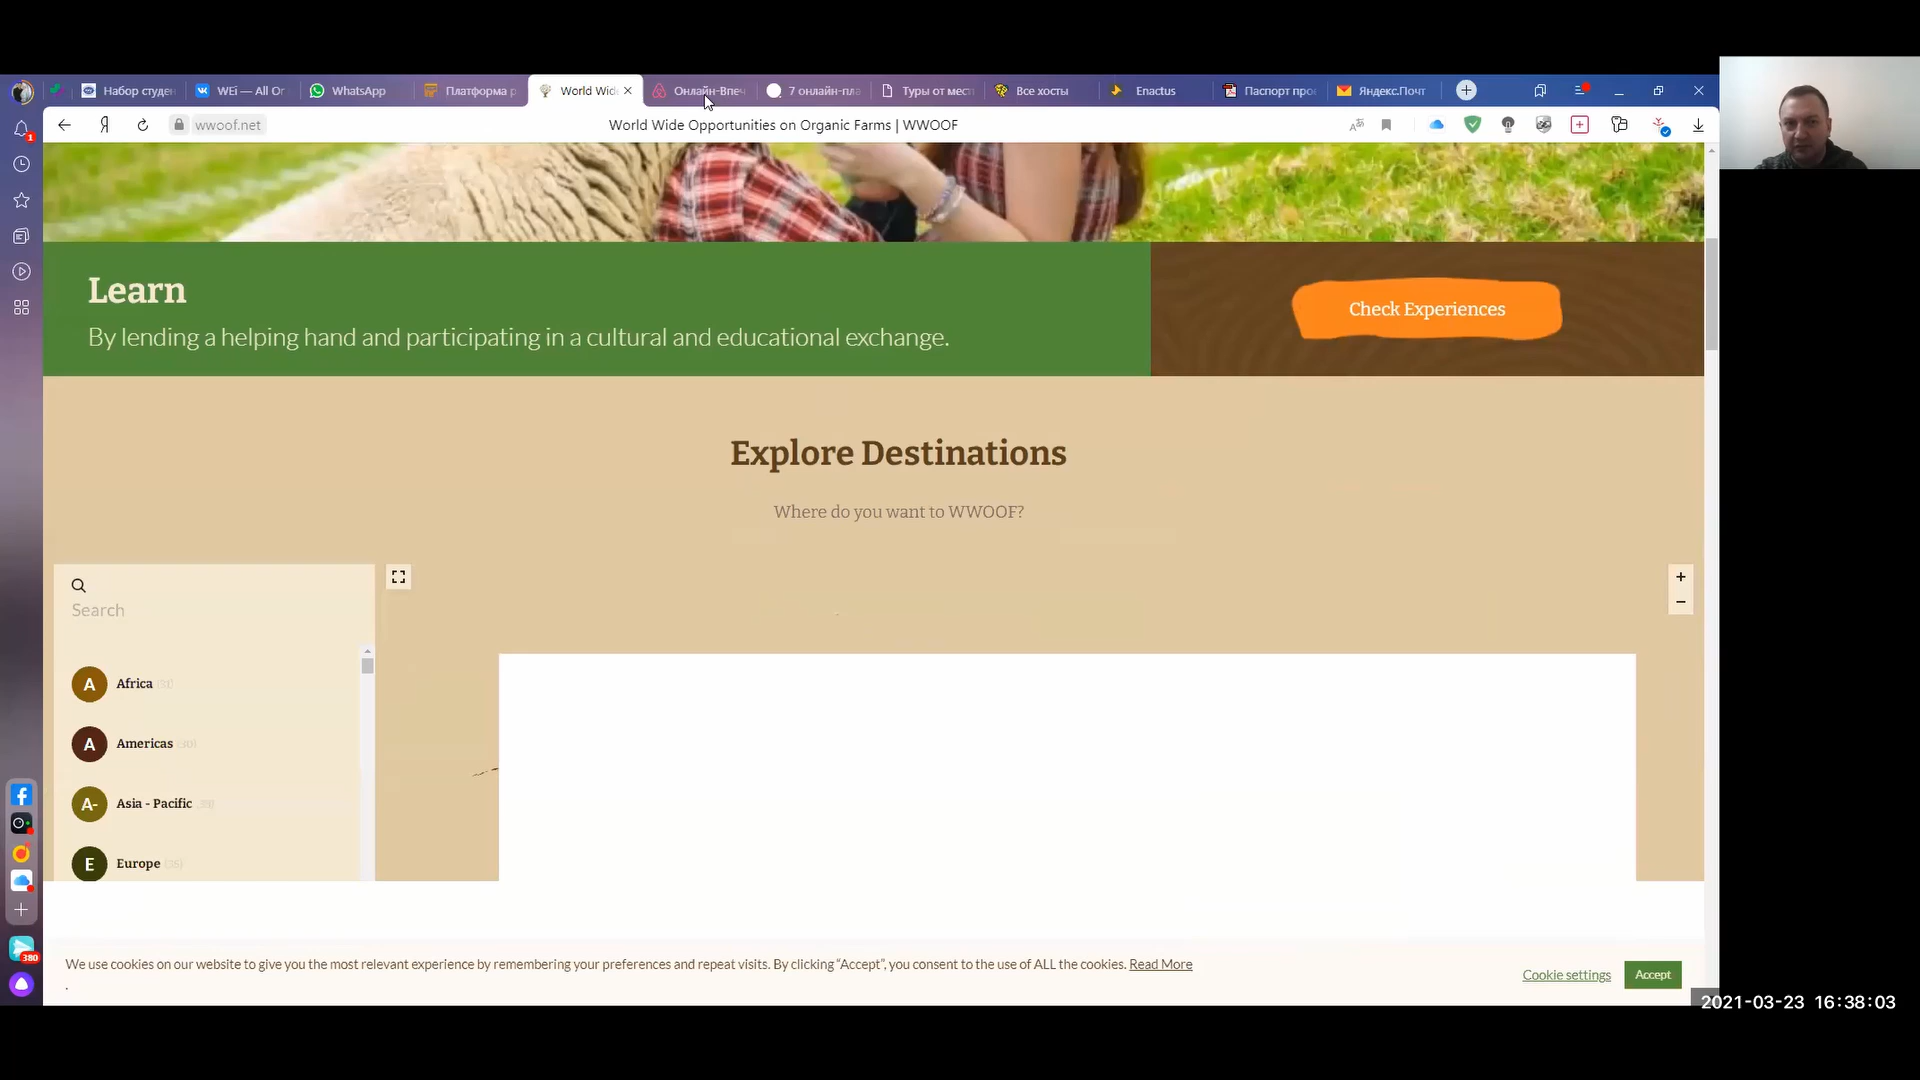 Набор студен
WEi — All Or
WhatsApp
Платформа р
World Wide
Онлайн-Впеч
7 онлайн-пла
Туры от мест
Все хосты
Enactus
Паспорт про
Яндекс.Почт
Я
wwoof.net
World Wide Opportunities on Organic Farms | WWOOF
1
Learn
By lending a helping hand and participating in a cultural and educational exchange.
Check Experiences
Explore Destinations
Where do you want to WWOOF?
Search
A Africa
A Americas
A- Asia - Pacific
E Europe
380
We use cookies on our website to give you the most relevant experience by remembering your preferences and repeat visits. By clicking “Accept”, you consent to the use of ALL the cookies. Read More
.
Cookie settings
Accept
2021-03-23 16:38:03